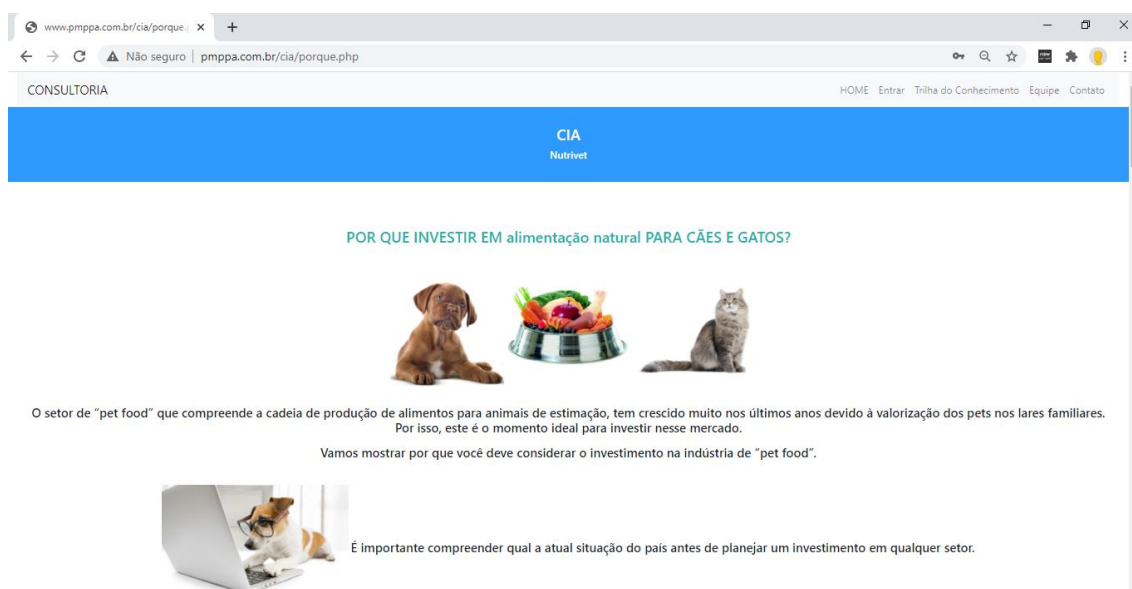 www.pmppa.com.br/cia/porque.
Não seguro | pmppa.com.br/cia/porque.php
CONSULTORIA
HOME Entrar Trilha do Conhecimento Equipe Contato
CIA
Nutrivet
POR QUE INVESTIR EM alimentação natural PARA CÃES E GATOS?
O setor de “pet food” que compreende a cadeia de produção de alimentos para animais de estimação, tem crescido muito nos últimos anos devido à valorização dos pets nos lares familiares.
Por isso, este é o momento ideal para investir nesse mercado.
Vamos mostrar por que você deve considerar o investimento na indústria de “pet food”.
É importante compreender qual a atual situação do país antes de planejar um investimento em qualquer setor.